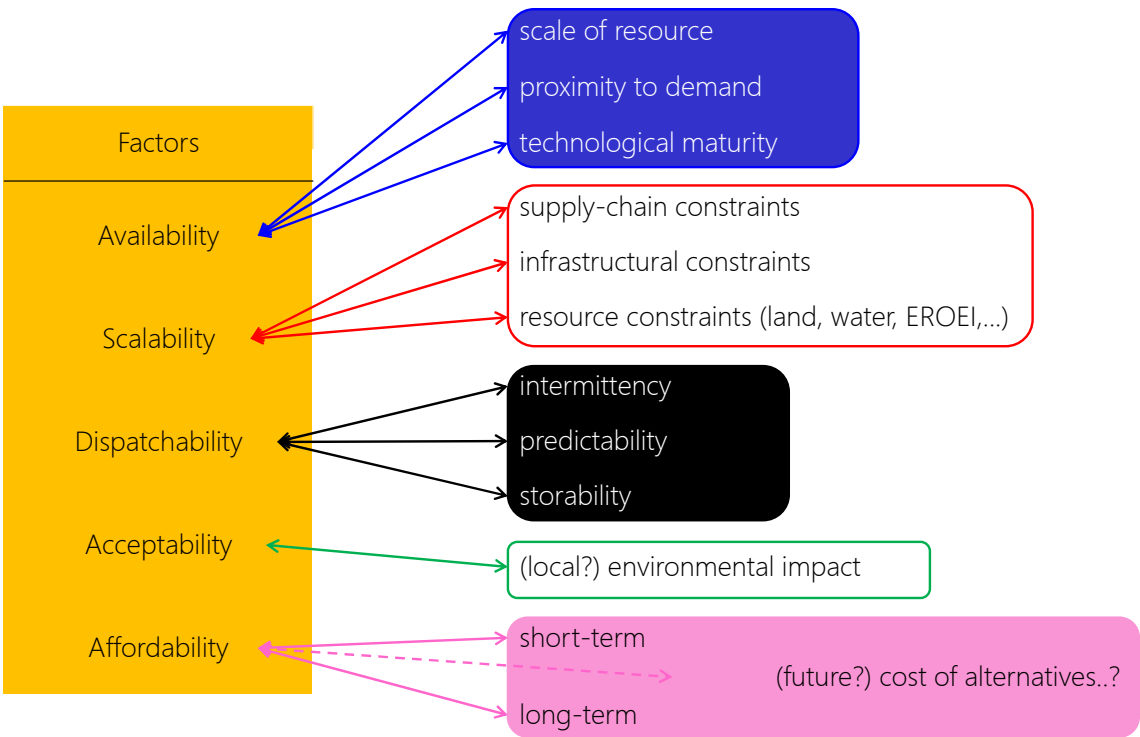 Factors
Availability
Scalability
Dispatchability
Acceptability
Affordability
scale of resource
proximity to demand
technological maturity
supply-chain constraints
infrastructural constraints
resource constraints (land, water, EROEI,...)
intermittency
predictability
storability
(local?) environmental impact
short-term
(future?) cost of alternatives..?
long-term